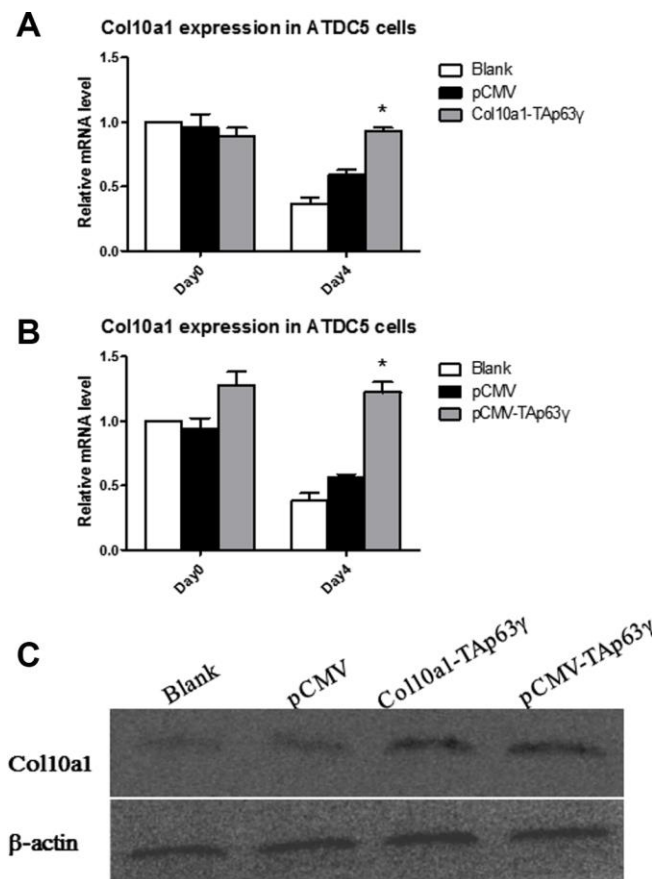 A
Col10a1 expression in ATDC5 cells
Relative mRNA level
1.5
1.0
0.5
0.0
*
Day0
Day4
Blank
pCMV
Col10a1-TAp63γ
B
Col10a1 expression in ATDC5 cells
Relative mRNA level
1.5
1.0
0.5
0.0
*
Day0
Day4
Blank
pCMV
pCMV-TAp63γ
C
Blank
pCMV
Col10a1-TAp63γ
pCMV-TAp63γ
Col10a1
β-actin